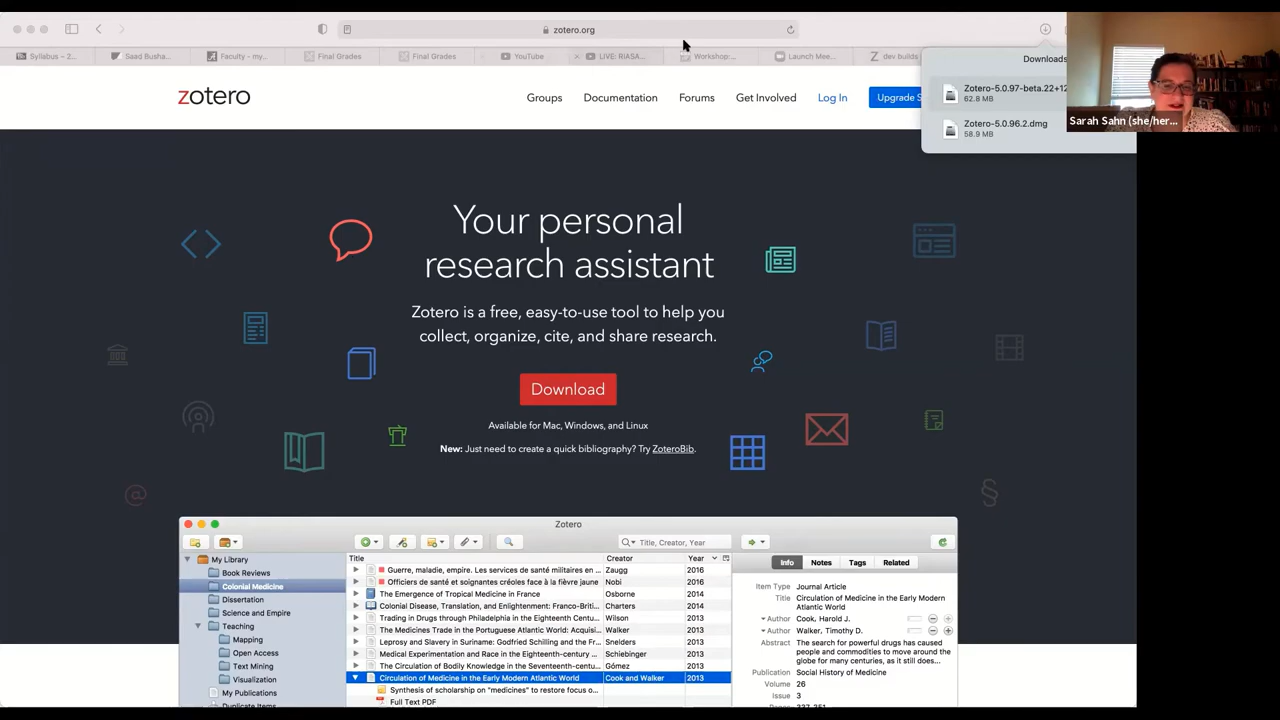 zotero.org
Syllabus – 2...
Saad Busha...
Faculty - my...
Final Grades
Final Grades
YouTube
LIVE: RIASA...
Workshop:...
Launch Mee...
dev builds
Downloads
Zotero-5.0.97-beta.22+12
62.8 MB
Zotero-5.0.96.2.dmg
58.9 MB
Sarah Sahn (she/her...
zotero
Groups
Documentation
Forums
Get Involved
Log In
Upgrade S
Your personal
research assistant
Zotero is a free, easy-to-use tool to help you
collect, organize, cite, and share research.
Download
Available for Mac, Windows, and Linux
New: Just need to create a quick bibliography? Try ZoteroBib.
Zotero
Title, Creator, Year
My Library
Book Reviews
Colonial Medicine
Dissertation
Science and Empire
Teaching
Mapping
Open Access
Text Mining
Visualization
My Publications
Duplicate Items
Title Creator Year
Guerre, maladie, empire. Les services de santé militaires en ... Zaugg 2016
Officiers de santé et soignantes créoles face à la fièvre jaune Nobi 2016
The Emergence of Tropical Medicine in France Osborne 2014
Colonial Disease, Translation, and Enlightenment: Franco-Briti... Charters 2014
Trading in Drugs through Philadelphia in the Eighteenth Centu... Wilson 2013
The Medicines Trade in the Portuguese Atlantic World: Acquisi... Walker 2013
Leprosy and Slavery in Suriname: Godfried Schilling and the Fr... Snelders 2013
Medical Experimentation and Race in the Eighteenth-century... Schiebinger 2013
The Circulation of Bodily Knowledge in the Seventeenth-centu... Gómez 2013
Circulation of Medicine in the Early Modern Atlantic World Cook and Walker 2013
Synthesis of scholarship on "medicines" to restore focus o...
Full Text PDF
Info Notes Tags Related
Item Type Journal Article
Title Circulation of Medicine in the Early Modern
Atlantic World
Author Cook, Harold J.
Author Walker, Timothy D.
Abstract The search for powerful drugs has caused
people and commodities to move around the
globe for many centuries, as it still does...
Publication Social History of Medicine
Volume 26
Issue 3